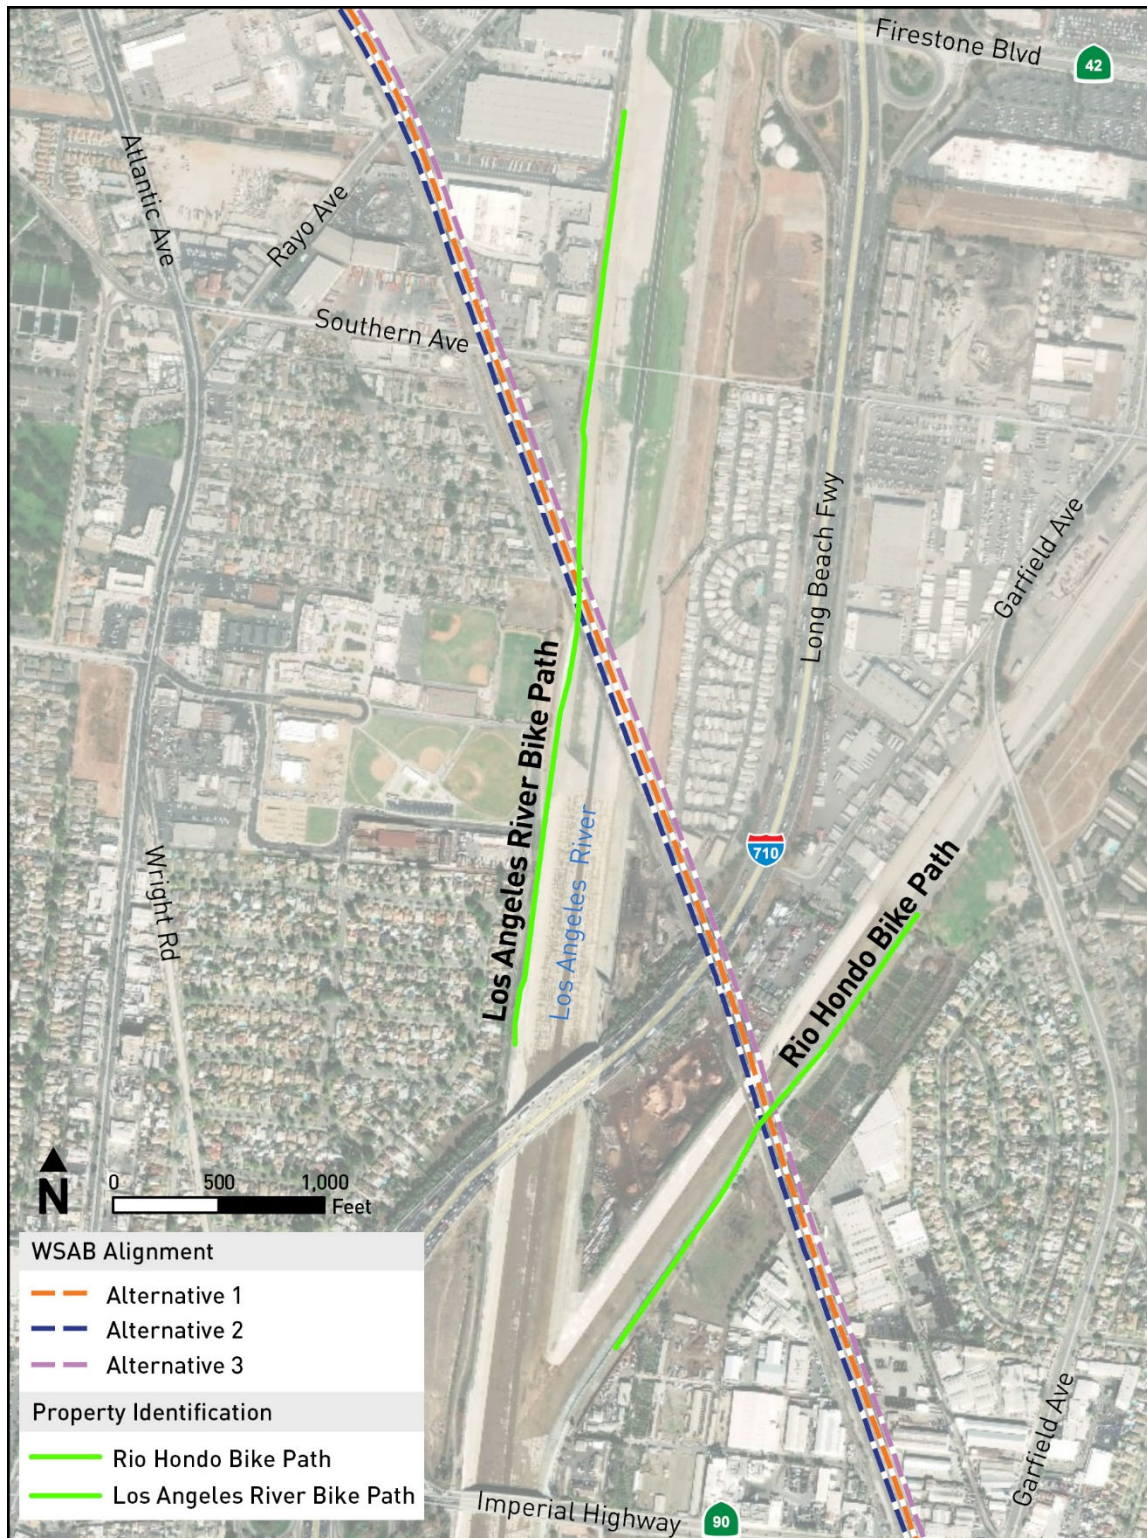 Firestone Blvd
42
Atlantic Ave
Rayo Ave
Southern Ave
Long Beach Fwy
Garfield Ave
Los Angeles River Bike Path
Los Angeles River
710
Wright Rd
Rio Hondo Bike Path
N
0 500 1,000
Feet
WSAB Alignment
Alternative 1
Alternative 2
Alternative 3
Property Identification
Rio Hondo Bike Path
Los Angeles River Bike Path
Garfield Ave
Imperial Highway
90